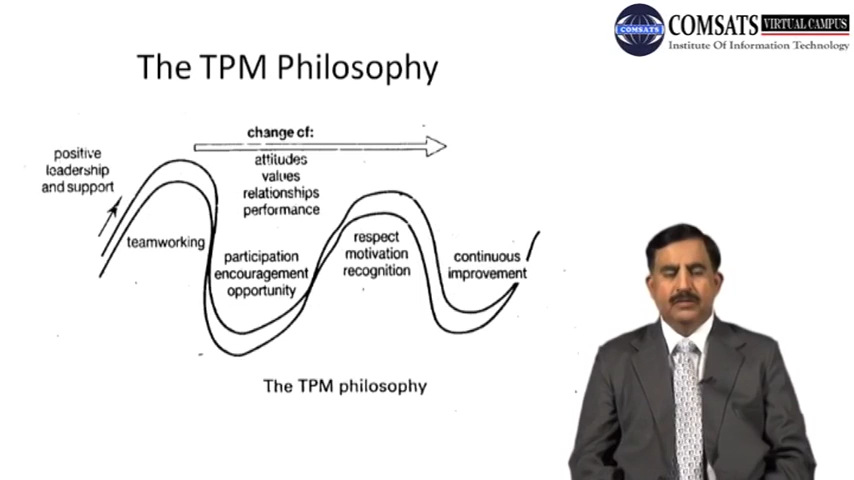 COMSATS
COMSATS VIRTUAL CAMPUS
Institute Of Information Technology
The TPM Philosophy
change of:
positive
leadership
and support
attitudes
values
relationships
performance
teamworking
participation
encouragement
opportunity
respect
motivation
recognition
continuous
improvement
The TPM philosophy